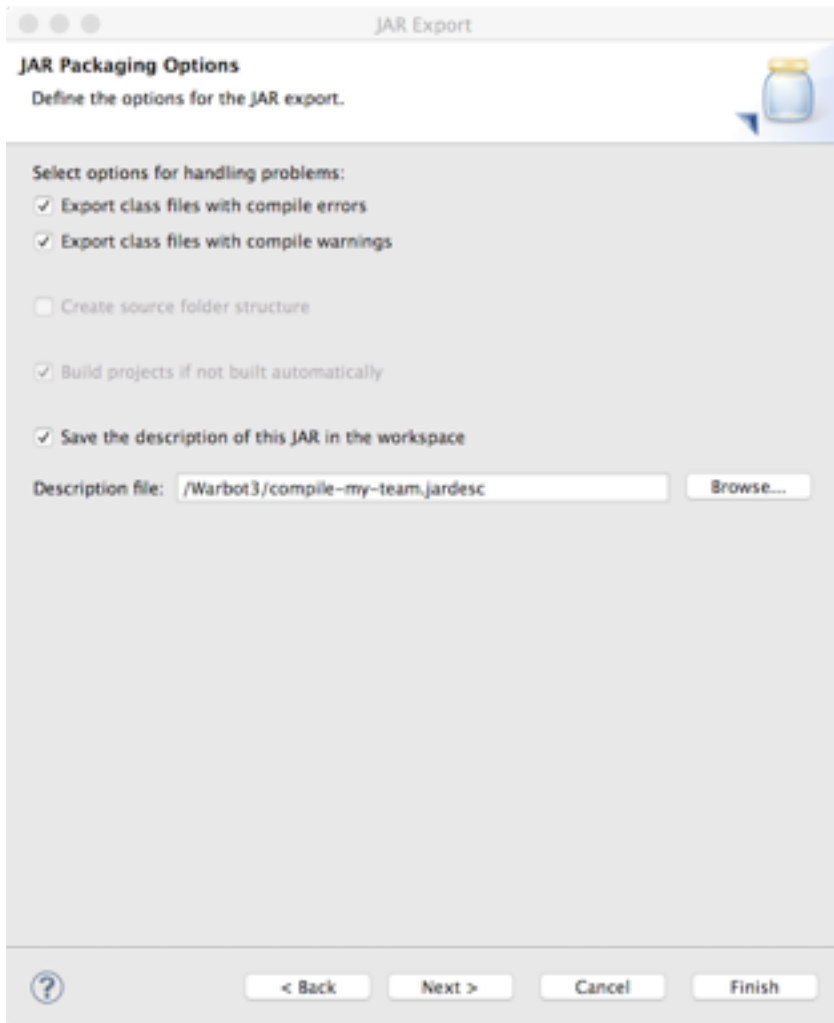 JAR Export
JAR Packaging Options
Define the options for the JAR export.
Select options for handling problems:
Export class files with compile errors
Export class files with compile warnings
Create source folder structure
Build projects if not built automatically
Save the description of this JAR in the workspace
Description file: /Warbot3/compile-my-team.jardesc Browse...
? < Back Next > Cancel Finish